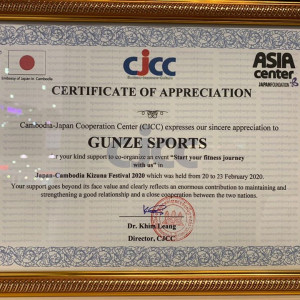 CJCC
ASIA
center
JAPAN FOUNDATION
Embassy of Japan in Cambodia
CERTIFICATE OF APPRECIATION
Cambodia-Japan Cooperation Center (CJCC) expresses our sincere appreciation to
GUNZE SPORTS
for your kind support to co-organize an event "Start your fitness journey
with us" in
Japan-Cambodia Kizuna Festival 2020 which was held from 20 to 23 February 2020.
Your support goes beyond its face value and clearly reflects an enormous contribution to maintaining and
strengthening a good relationship and a close cooperation between the two nations.
Dr. Khim Leang
Director, CJCC